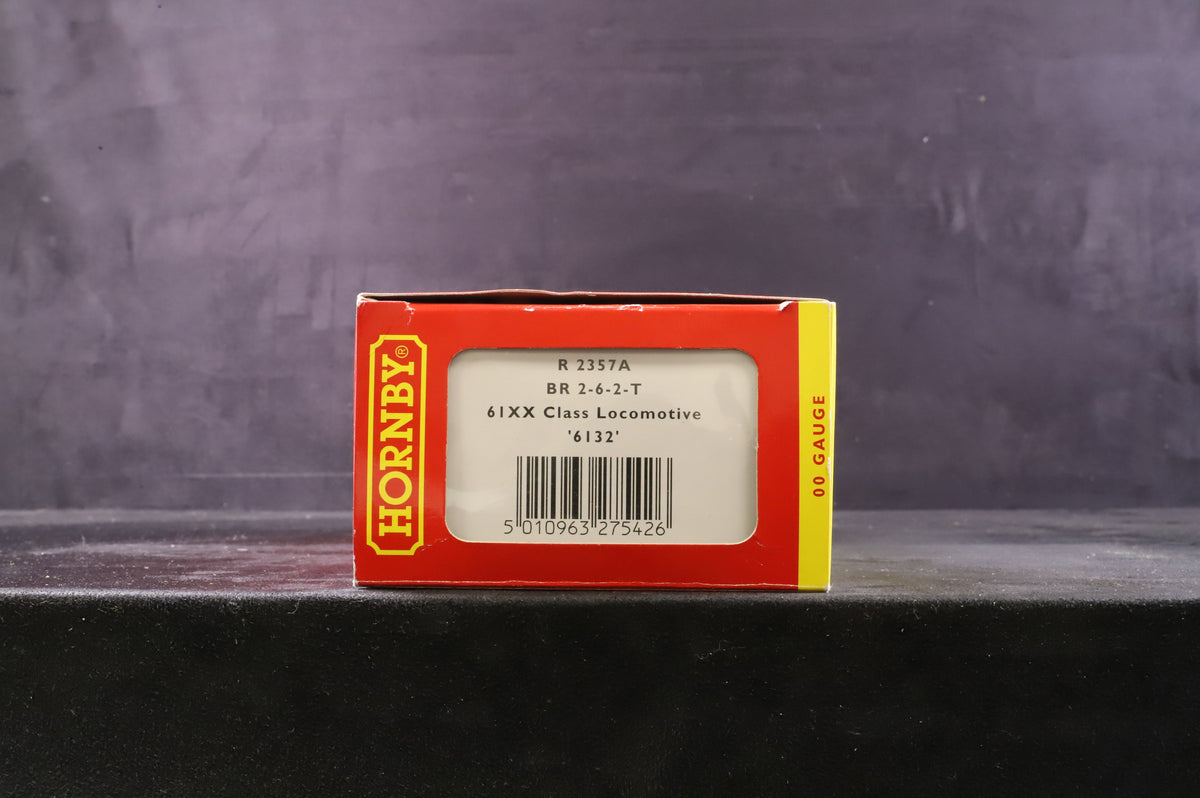 HORNBY®
R 2357A
BR 2-6-2-T
61XX Class Locomotive
'6132'
5 010963 275426
00 GAUGE